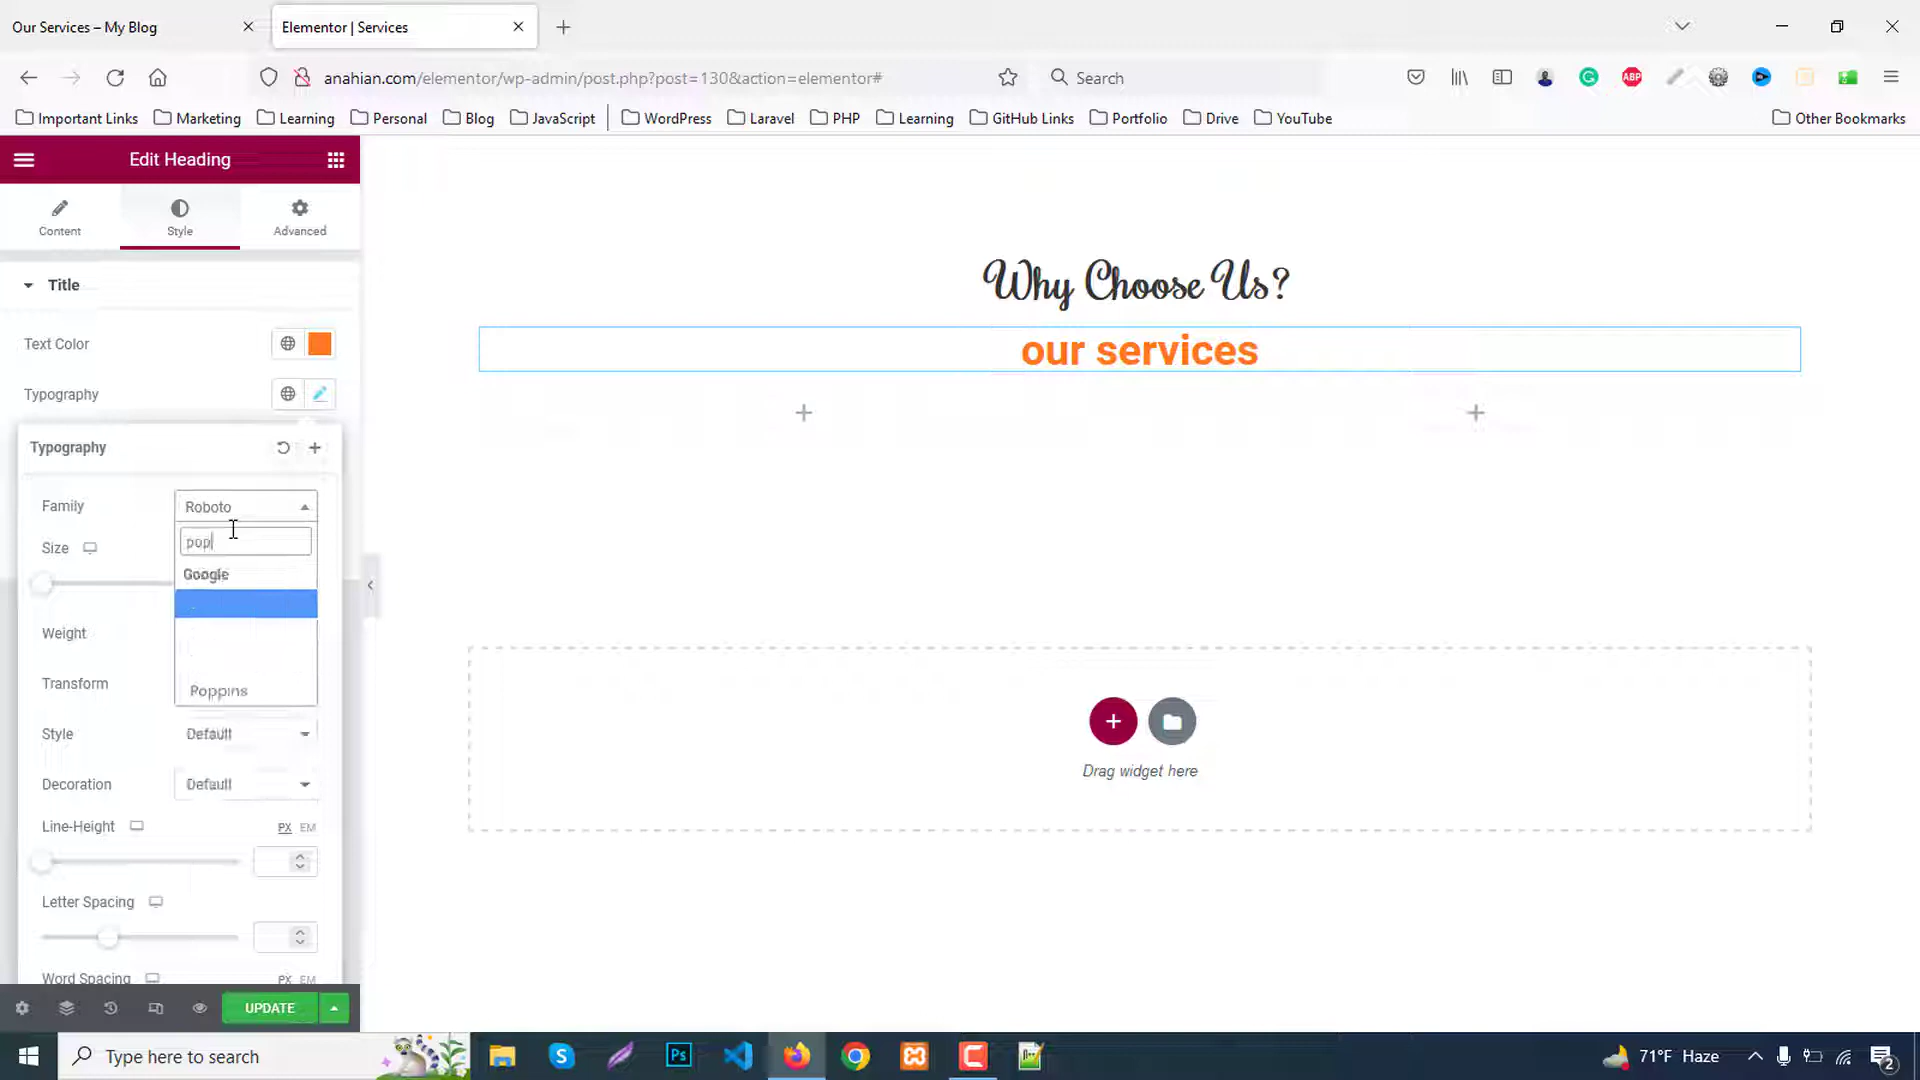 Our Services – My Blog
Elementor | Services
anahian.com/elementor/wp-admin/post.php?post=130&action=elementor#
Search
ABP
Important Links
Marketing
Learning
Personal
Blog
JavaScript
WordPress
Laravel
PHP
Learning
GitHub Links
Portfolio
Drive
YouTube
Other Bookmarks
Edit Heading
Content
Style
Advanced
Title
Text Color
Typography
Typography
Family
Roboto
pop
Size
Google
Weight
Transform
Poppins
Style
Default
Decoration
Default
Line-Height
PX EM
Letter Spacing
Word Spacing
PX EM
UPDATE
Why Choose Us?
our services
Drag widget here
Type here to search
Ps
71°F Haze
2